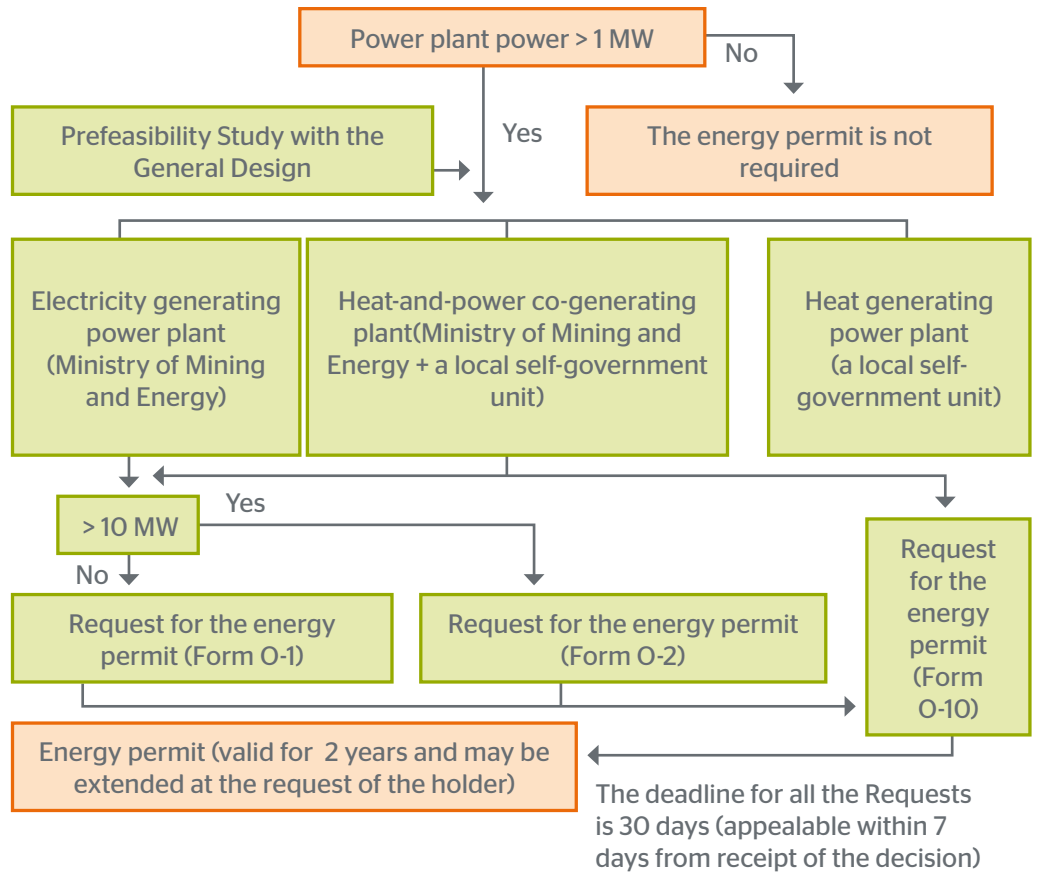 Power plant power > 1 MW
No
Prefeasibility Study with the
General Design
Yes
The energy permit is not
required
Electricity generating
power plant
(Ministry of Mining
and Energy)
Heat-and-power co-generating
plant(Ministry of Mining and
Energy + a local self-government
unit)
Heat generating
power plant
(a local self-
government unit)
> 10 MW
Yes
No
Request for the energy
permit (Form O-1)
Request for the energy permit
(Form O-2)
Request
for the
energy
permit
(Form
O-10)
Energy permit (valid for 2 years and may be
extended at the request of the holder)
The deadline for all the Requests
is 30 days (appealable within 7
days from receipt of the decision)